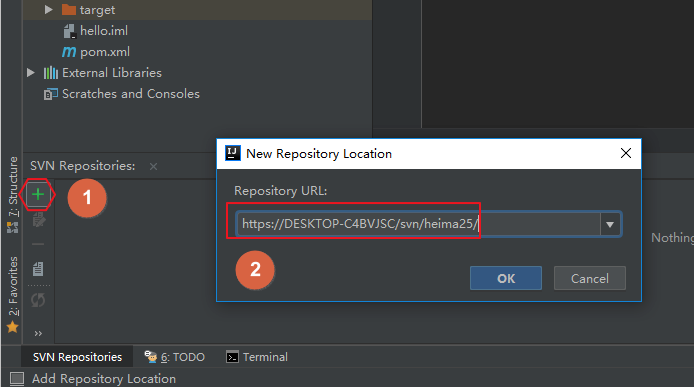 target
hello.iml
pom.xml
External Libraries
Scratches and Consoles
7: Structure
2: Favorites
SVN Repositories:
1
New Repository Location
Repository URL:
https://DESKTOP-C4BVJSC/svn/heima25/
2
OK
Cancel
Nothing
SVN Repositories
6: TODO
Terminal
Add Repository Location